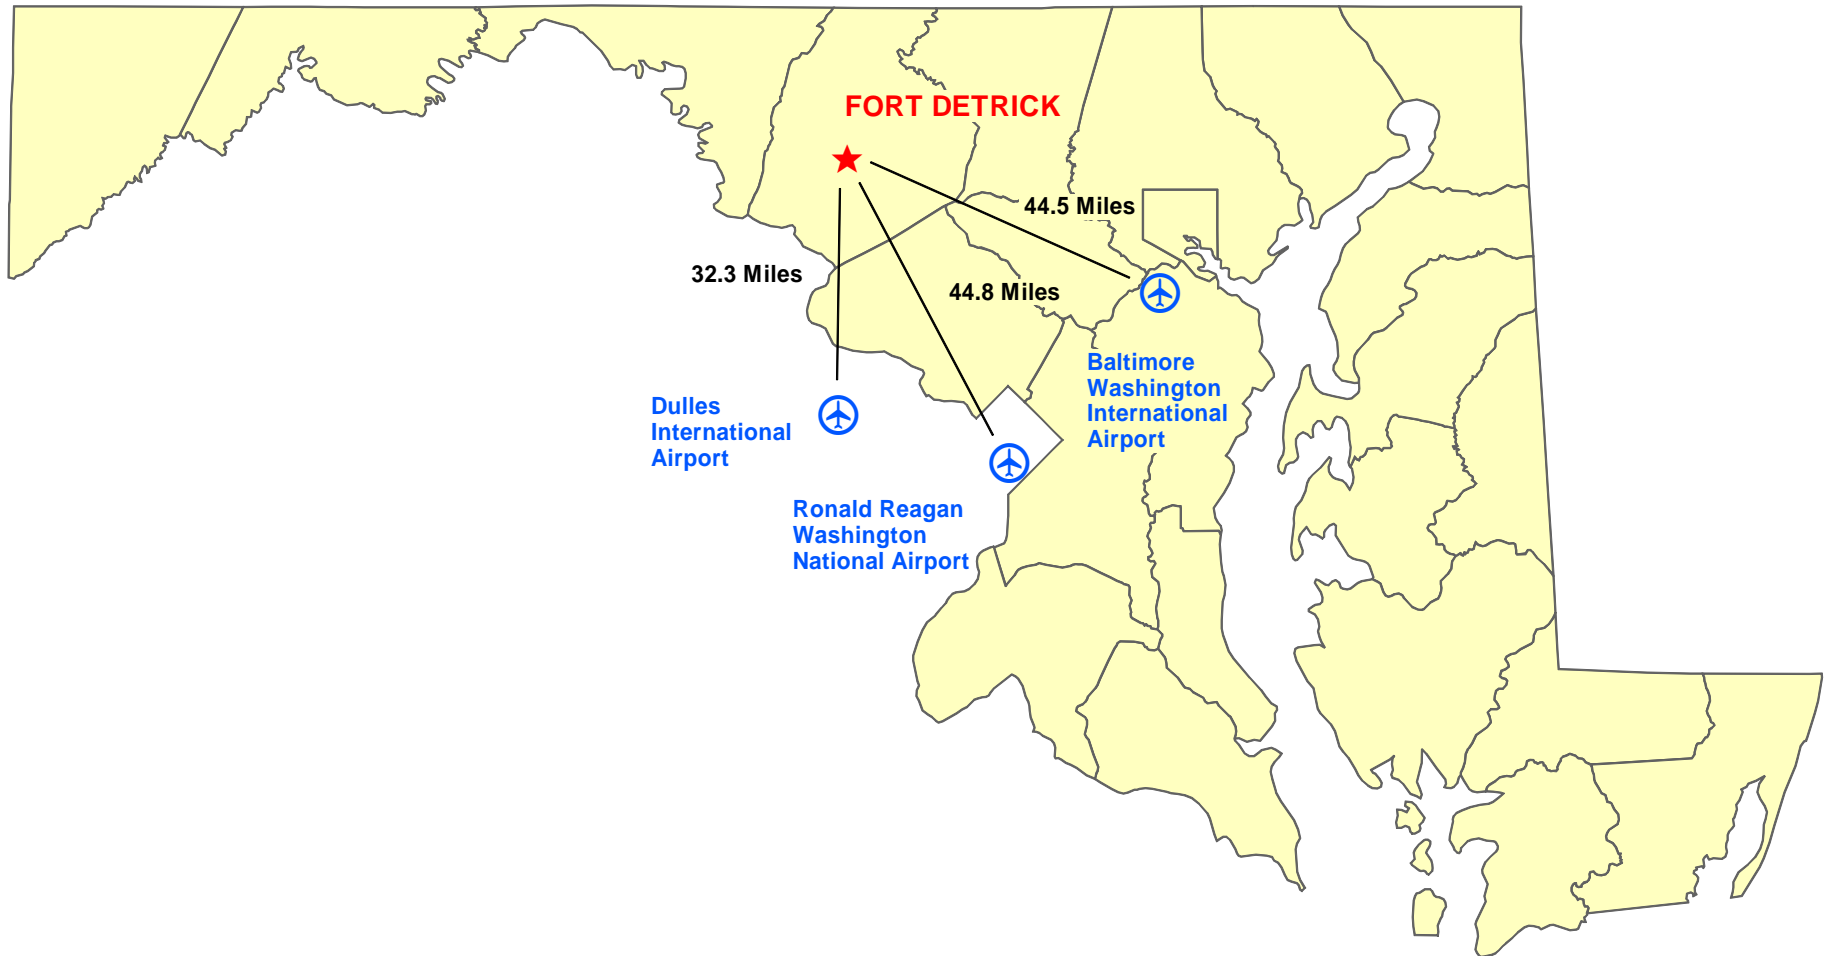 FORT DETRICK
44.5 Miles
32.3 Miles
44.8 Miles
Baltimore
Washington
International
Airport
Dulles
International
Airport
Ronald Reagan
Washington
National Airport